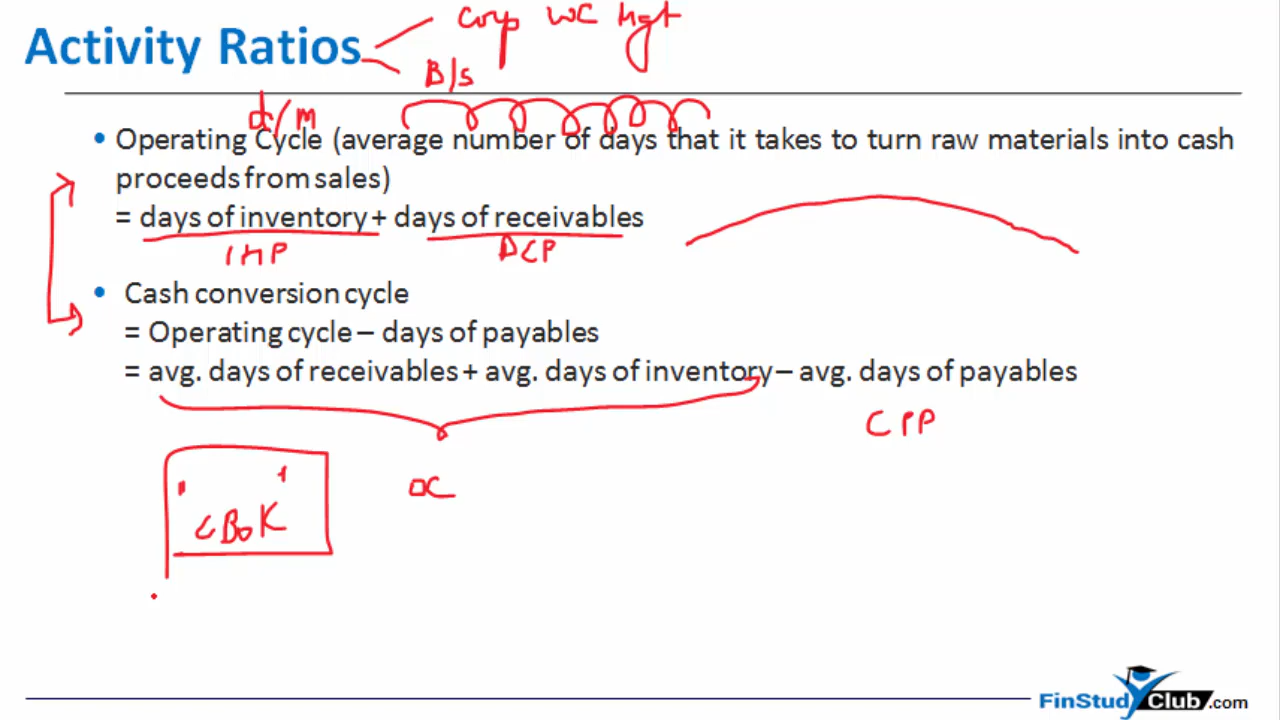 Activity Ratios
corp WC Mgt
B/S
d/M
• Operating Cycle (average number of days that it takes to turn raw materials into cash
proceeds from sales)
= days of inventory + days of receivables
IHP DCP
• Cash conversion cycle
= Operating cycle – days of payables
= avg. days of receivables + avg. days of inventory – avg. days of payables
CPP
OC
CBOK
FinStudyClub.com